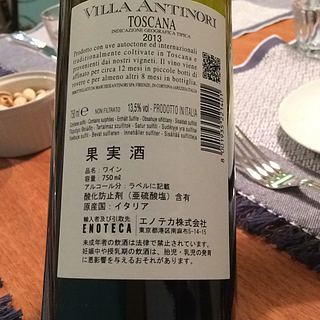 VILLA ANTINORI
TOSCANA
INDICAZIONE GEOGRAFICA TIPICA
2013
Prodotto con uve autoctone ed internazionali
tradizionalmente coltivate in Toscana e
provenienti dai nostri vigneti. Il vino viene
affinato per circa 12 mesi in piccole botti di
rovere e per almeno altri 8 mesi in bottiglia.
750 ml e NON FILTRATO 13,5% vol - PRODOTTO IN ITALIA
果実酒
品名：ワイン
容量：750㎖
アルコール分：ラベルに記載
酸化防止剤（亜硫酸塩）含有
原産国：イタリア
輸入者及び引取先 エノテカ株式会社
ENOTECA 東京都港区南麻布5-14-15
未成年者の飲酒は法律で禁止されています。
妊娠中や授乳期の飲酒は、胎児・乳児の発育
に悪影響を与えるおそれがあります。